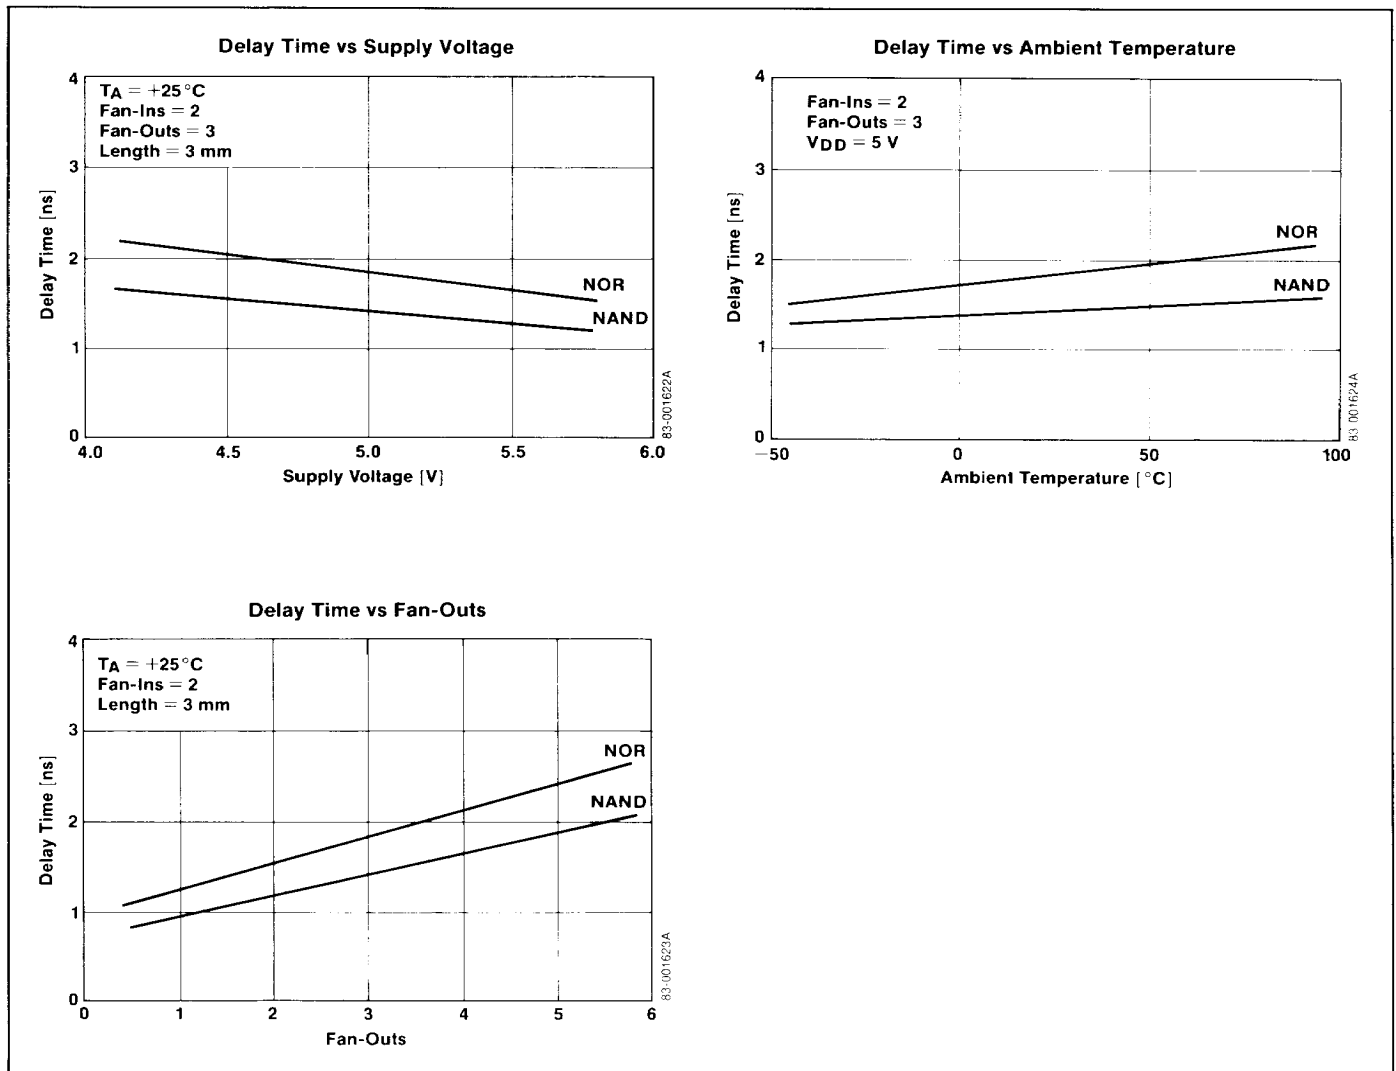 Delay Time vs Supply Voltage
TA = +25°C
Fan-Ins = 2
Fan-Outs = 3
Length = 3 mm
4
3
2
1
0
Delay Time [ns]
NOR
NAND
4.0 4.5 5.0 5.5 6.0
Supply Voltage [V]
83-001622A
Delay Time vs Ambient Temperature
Fan-Ins = 2
Fan-Outs = 3
VDD = 5 V
4
3
2
1
0
Delay Time [ns]
NOR
NAND
−50 0 50 100
Ambient Temperature [°C]
83-001624A
Delay Time vs Fan-Outs
TA = +25°C
Fan-Ins = 2
Length = 3 mm
4
3
2
1
0
Delay Time [ns]
NOR
NAND
0 1 2 3 4 5 6
Fan-Outs
83-001623A